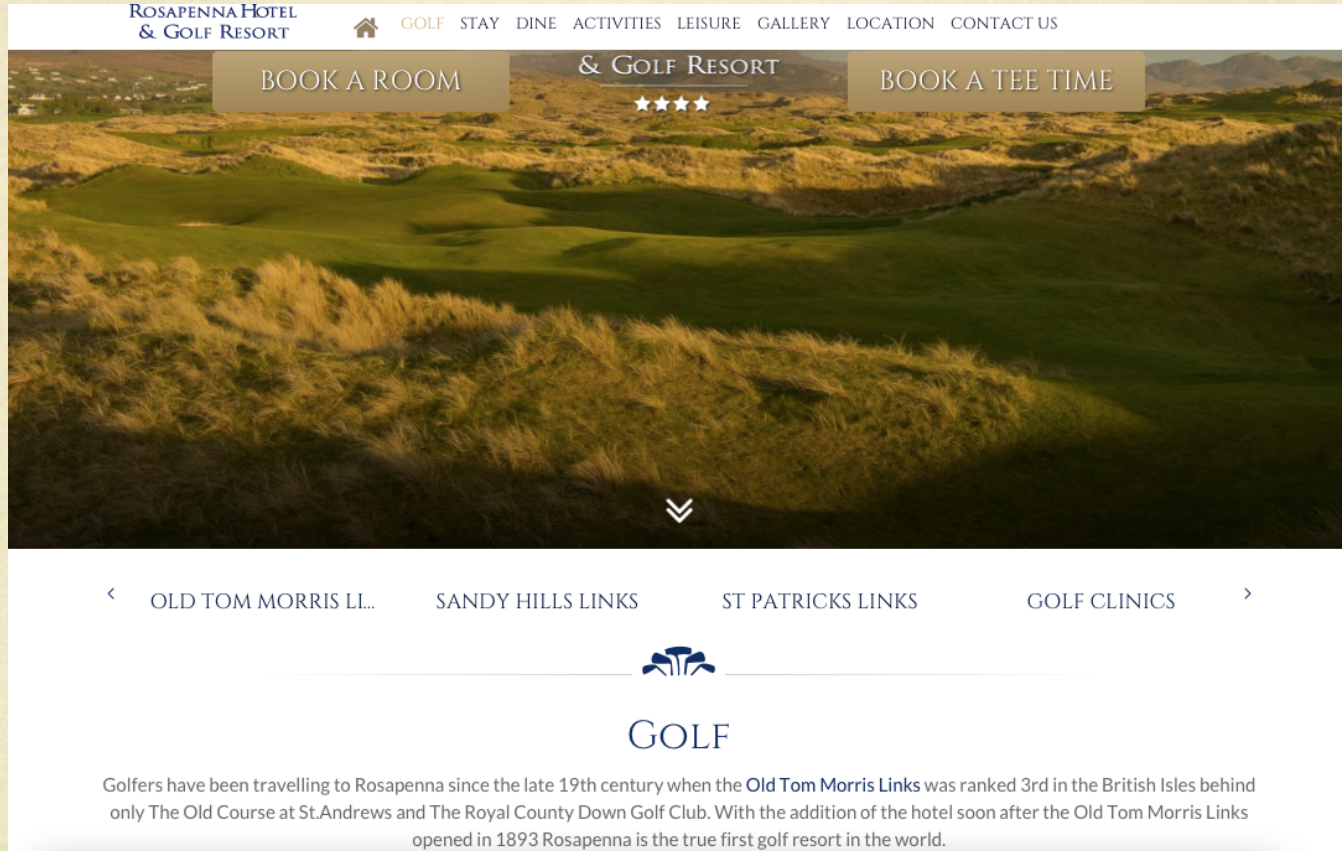 ROSAPENNA HOTEL
& GOLF RESORT
GOLF STAY DINE ACTIVITIES LEISURE GALLERY LOCATION CONTACT US
BOOK A ROOM
& GOLF RESORT
BOOK A TEE TIME
OLD TOM MORRIS LI... SANDY HILLS LINKS ST PATRICKS LINKS GOLF CLINICS
GOLF
Golfers have been travelling to Rosapenna since the late 19th century when the Old Tom Morris Links was ranked 3rd in the British Isles behind
only The Old Course at St.Andrews and The Royal County Down Golf Club. With the addition of the hotel soon after the Old Tom Morris Links
opened in 1893 Rosapenna is the true first golf resort in the world.